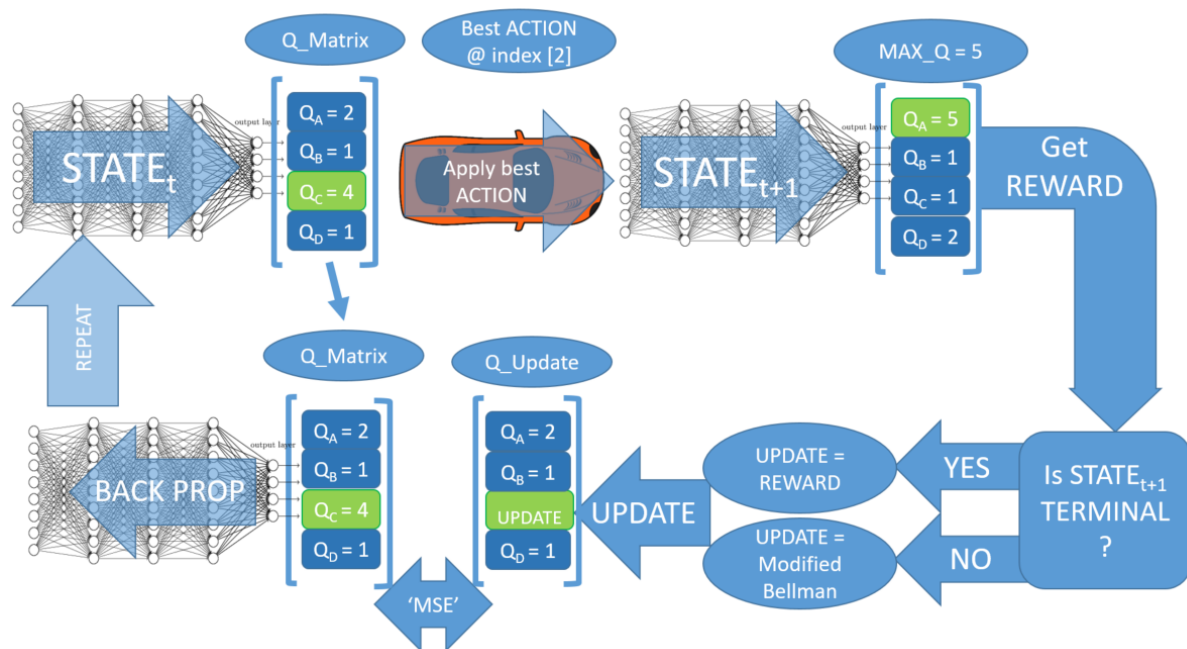 Q_Matrix
Best ACTION
@ index [2]
MAX_Q = 5
output layer
STATEt
QA = 2
QB = 1
QC = 4
QD = 1
Apply best
ACTION
output layer
STATEt+1
QA = 5
QB = 1
QC = 1
QD = 2
Get
REWARD
REPEAT
Q_Matrix
Q_Update
output layer
BACK PROP
QA = 2
QB = 1
QC = 4
QD = 1
QA = 2
QB = 1
UPDATE
QD = 1
‘MSE’
UPDATE
UPDATE =
REWARD
UPDATE =
Modified
Bellman
YES
NO
Is STATEt+1
TERMINAL
?